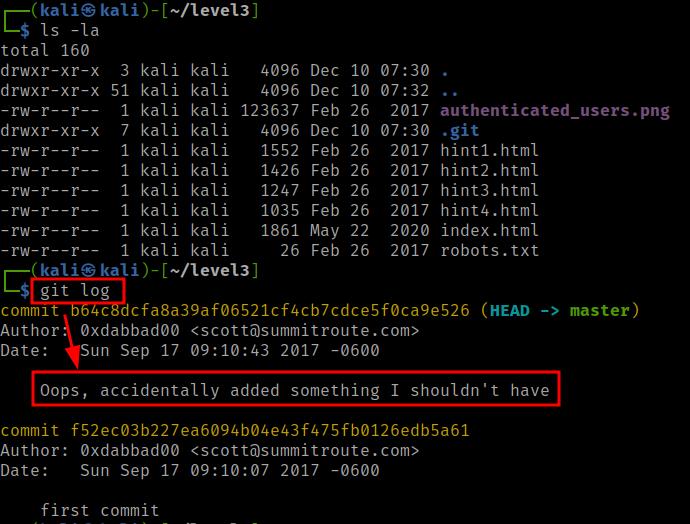 ┌──(kali㉿kali)-[~/level3]
└─$ ls -la
total 160
drwxr-xr-x  3 kali kali   4096 Dec 10 07:30 .
drwxr-xr-x 51 kali kali   4096 Dec 10 07:32 ..
-rw-r--r--  1 kali kali 123637 Feb 26  2017 authenticated_users.png
drwxr-xr-x  7 kali kali   4096 Dec 10 07:30 .git
-rw-r--r--  1 kali kali   1552 Feb 26  2017 hint1.html
-rw-r--r--  1 kali kali   1426 Feb 26  2017 hint2.html
-rw-r--r--  1 kali kali   1247 Feb 26  2017 hint3.html
-rw-r--r--  1 kali kali   1035 Feb 26  2017 hint4.html
-rw-r--r--  1 kali kali   1861 May 22  2020 index.html
-rw-r--r--  1 kali kali     26 Feb 26  2017 robots.txt
┌──(kali㉿kali)-[~/level3]
└─$ git log
commit b64c8dcfa8a39af06521cf4cb7cdce5f0ca9e526 (HEAD -> master)
Author: 0xdabbad00 <scott@summitroute.com>
Date:   Sun Sep 17 09:10:43 2017 -0600
Oops, accidentally added something I shouldn't have
commit f52ec03b227ea6094b04e43f475fb0126edb5a61
Author: 0xdabbad00 <scott@summitroute.com>
Date:   Sun Sep 17 09:10:07 2017 -0600
first commit